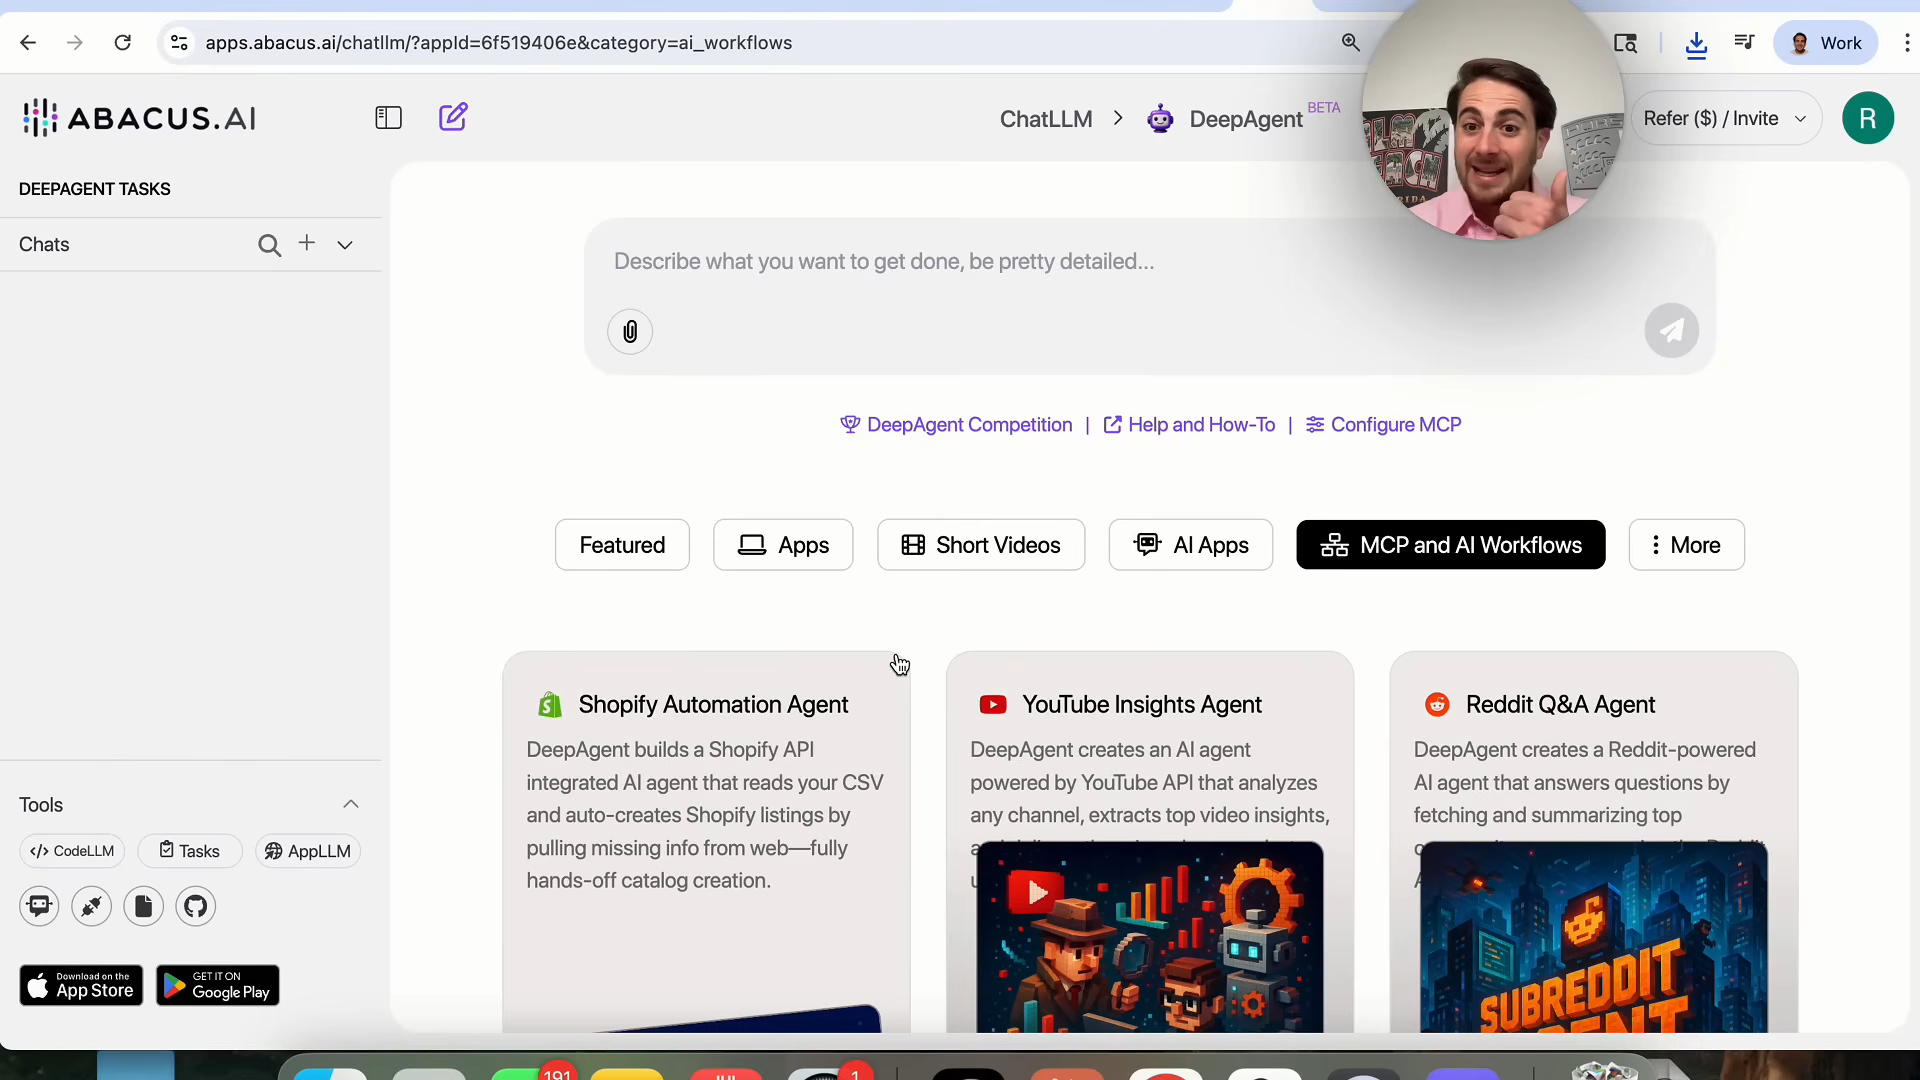 apps.abacus.ai/chatllm/?appId=6f519406e&category=ai_workflows
Work
ABACUS.AI
ChatLLM > DeepAgent BETA
Refer ($) / Invite
R
DEEPAGENT TASKS
Chats
Describe what you want to get done, be pretty detailed...
DeepAgent Competition | Help and How-To | Configure MCP
Featured
Apps
Short Videos
AI Apps
MCP and AI Workflows
More
Shopify Automation Agent
DeepAgent builds a Shopify API
integrated AI agent that reads your CSV
and auto-creates Shopify listings by
pulling missing info from web—fully
hands-off catalog creation.
YouTube Insights Agent
DeepAgent creates an AI agent
powered by YouTube API that analyzes
any channel, extracts top video insights,
Reddit Q&A Agent
DeepAgent creates a Reddit-powered
AI agent that answers questions by
fetching and summarizing top
SUBREDDIT
AGENT
Tools
CodeLLM
Tasks
AppLLM
Download on the
App Store
GET IT ON
Google Play
191
1